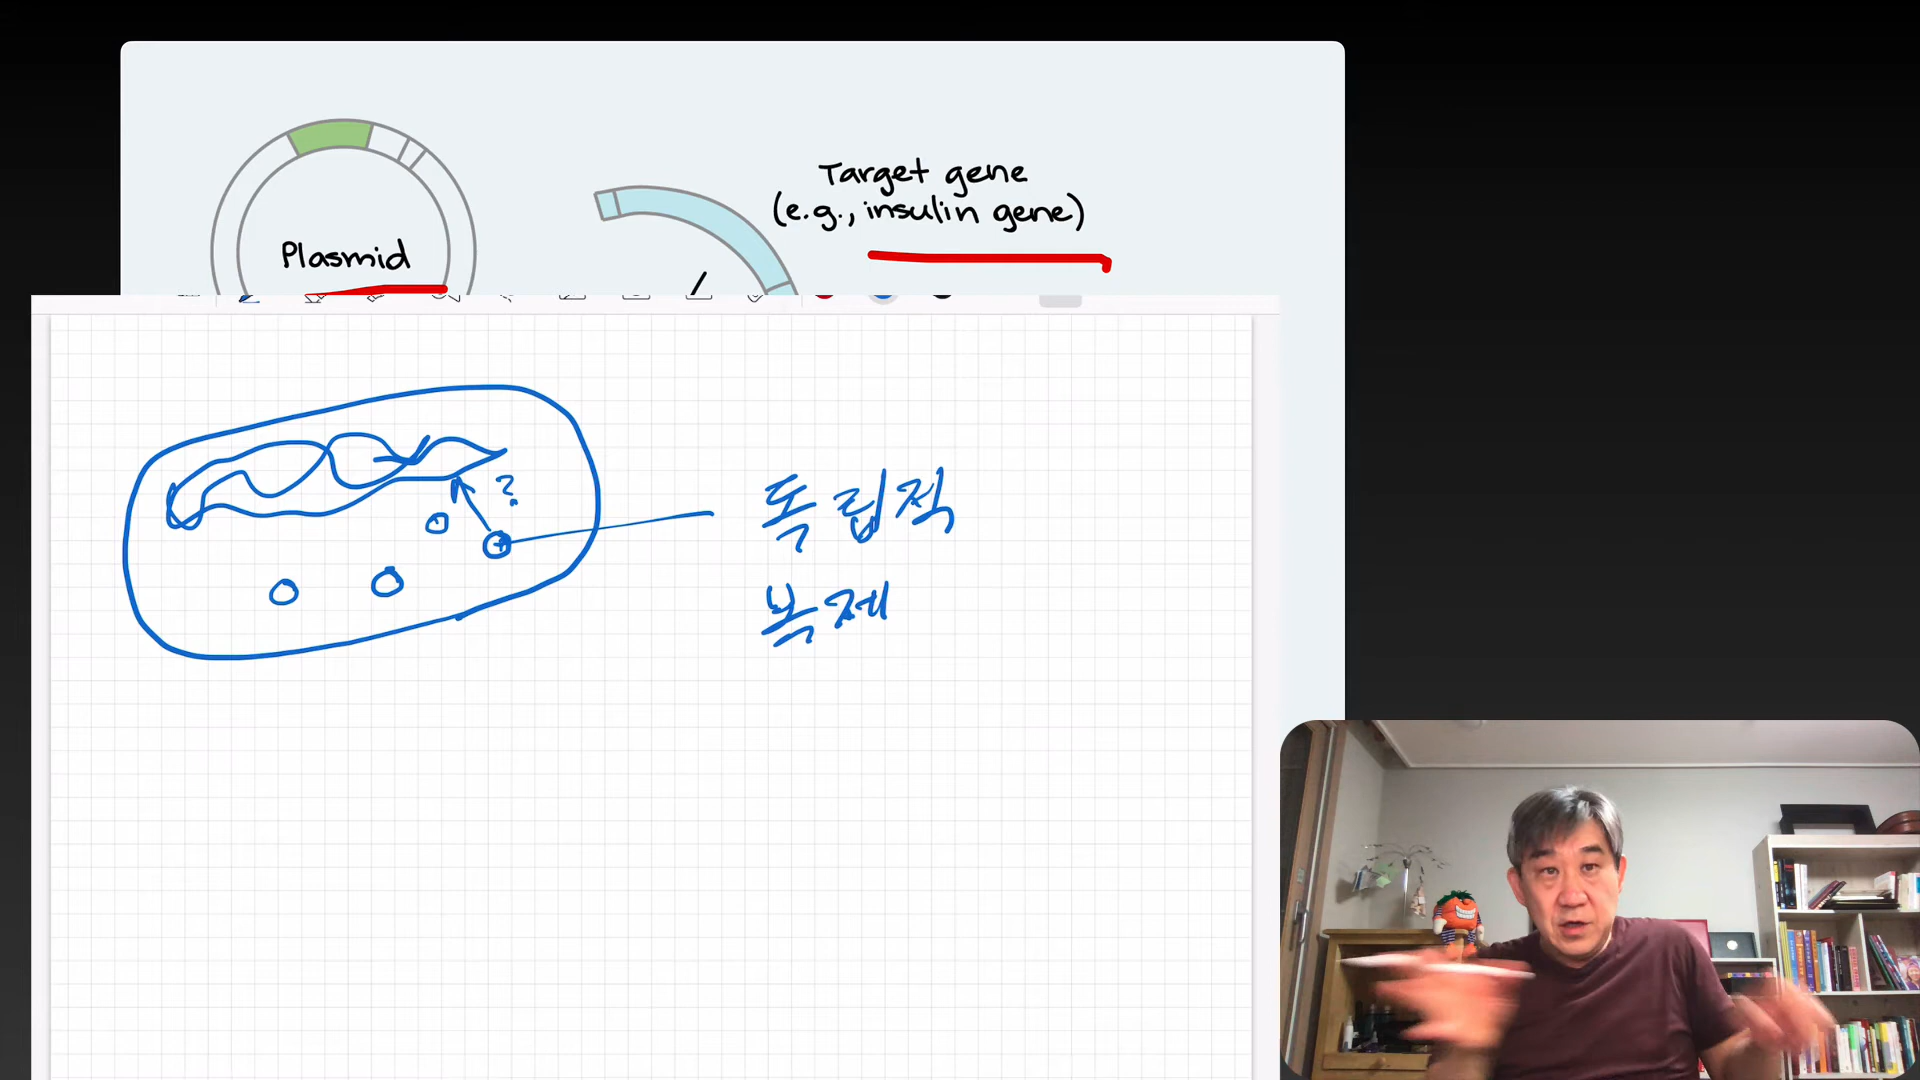 Target gene
(e.g., insulin gene)
Plasmid
?
독립적
복제